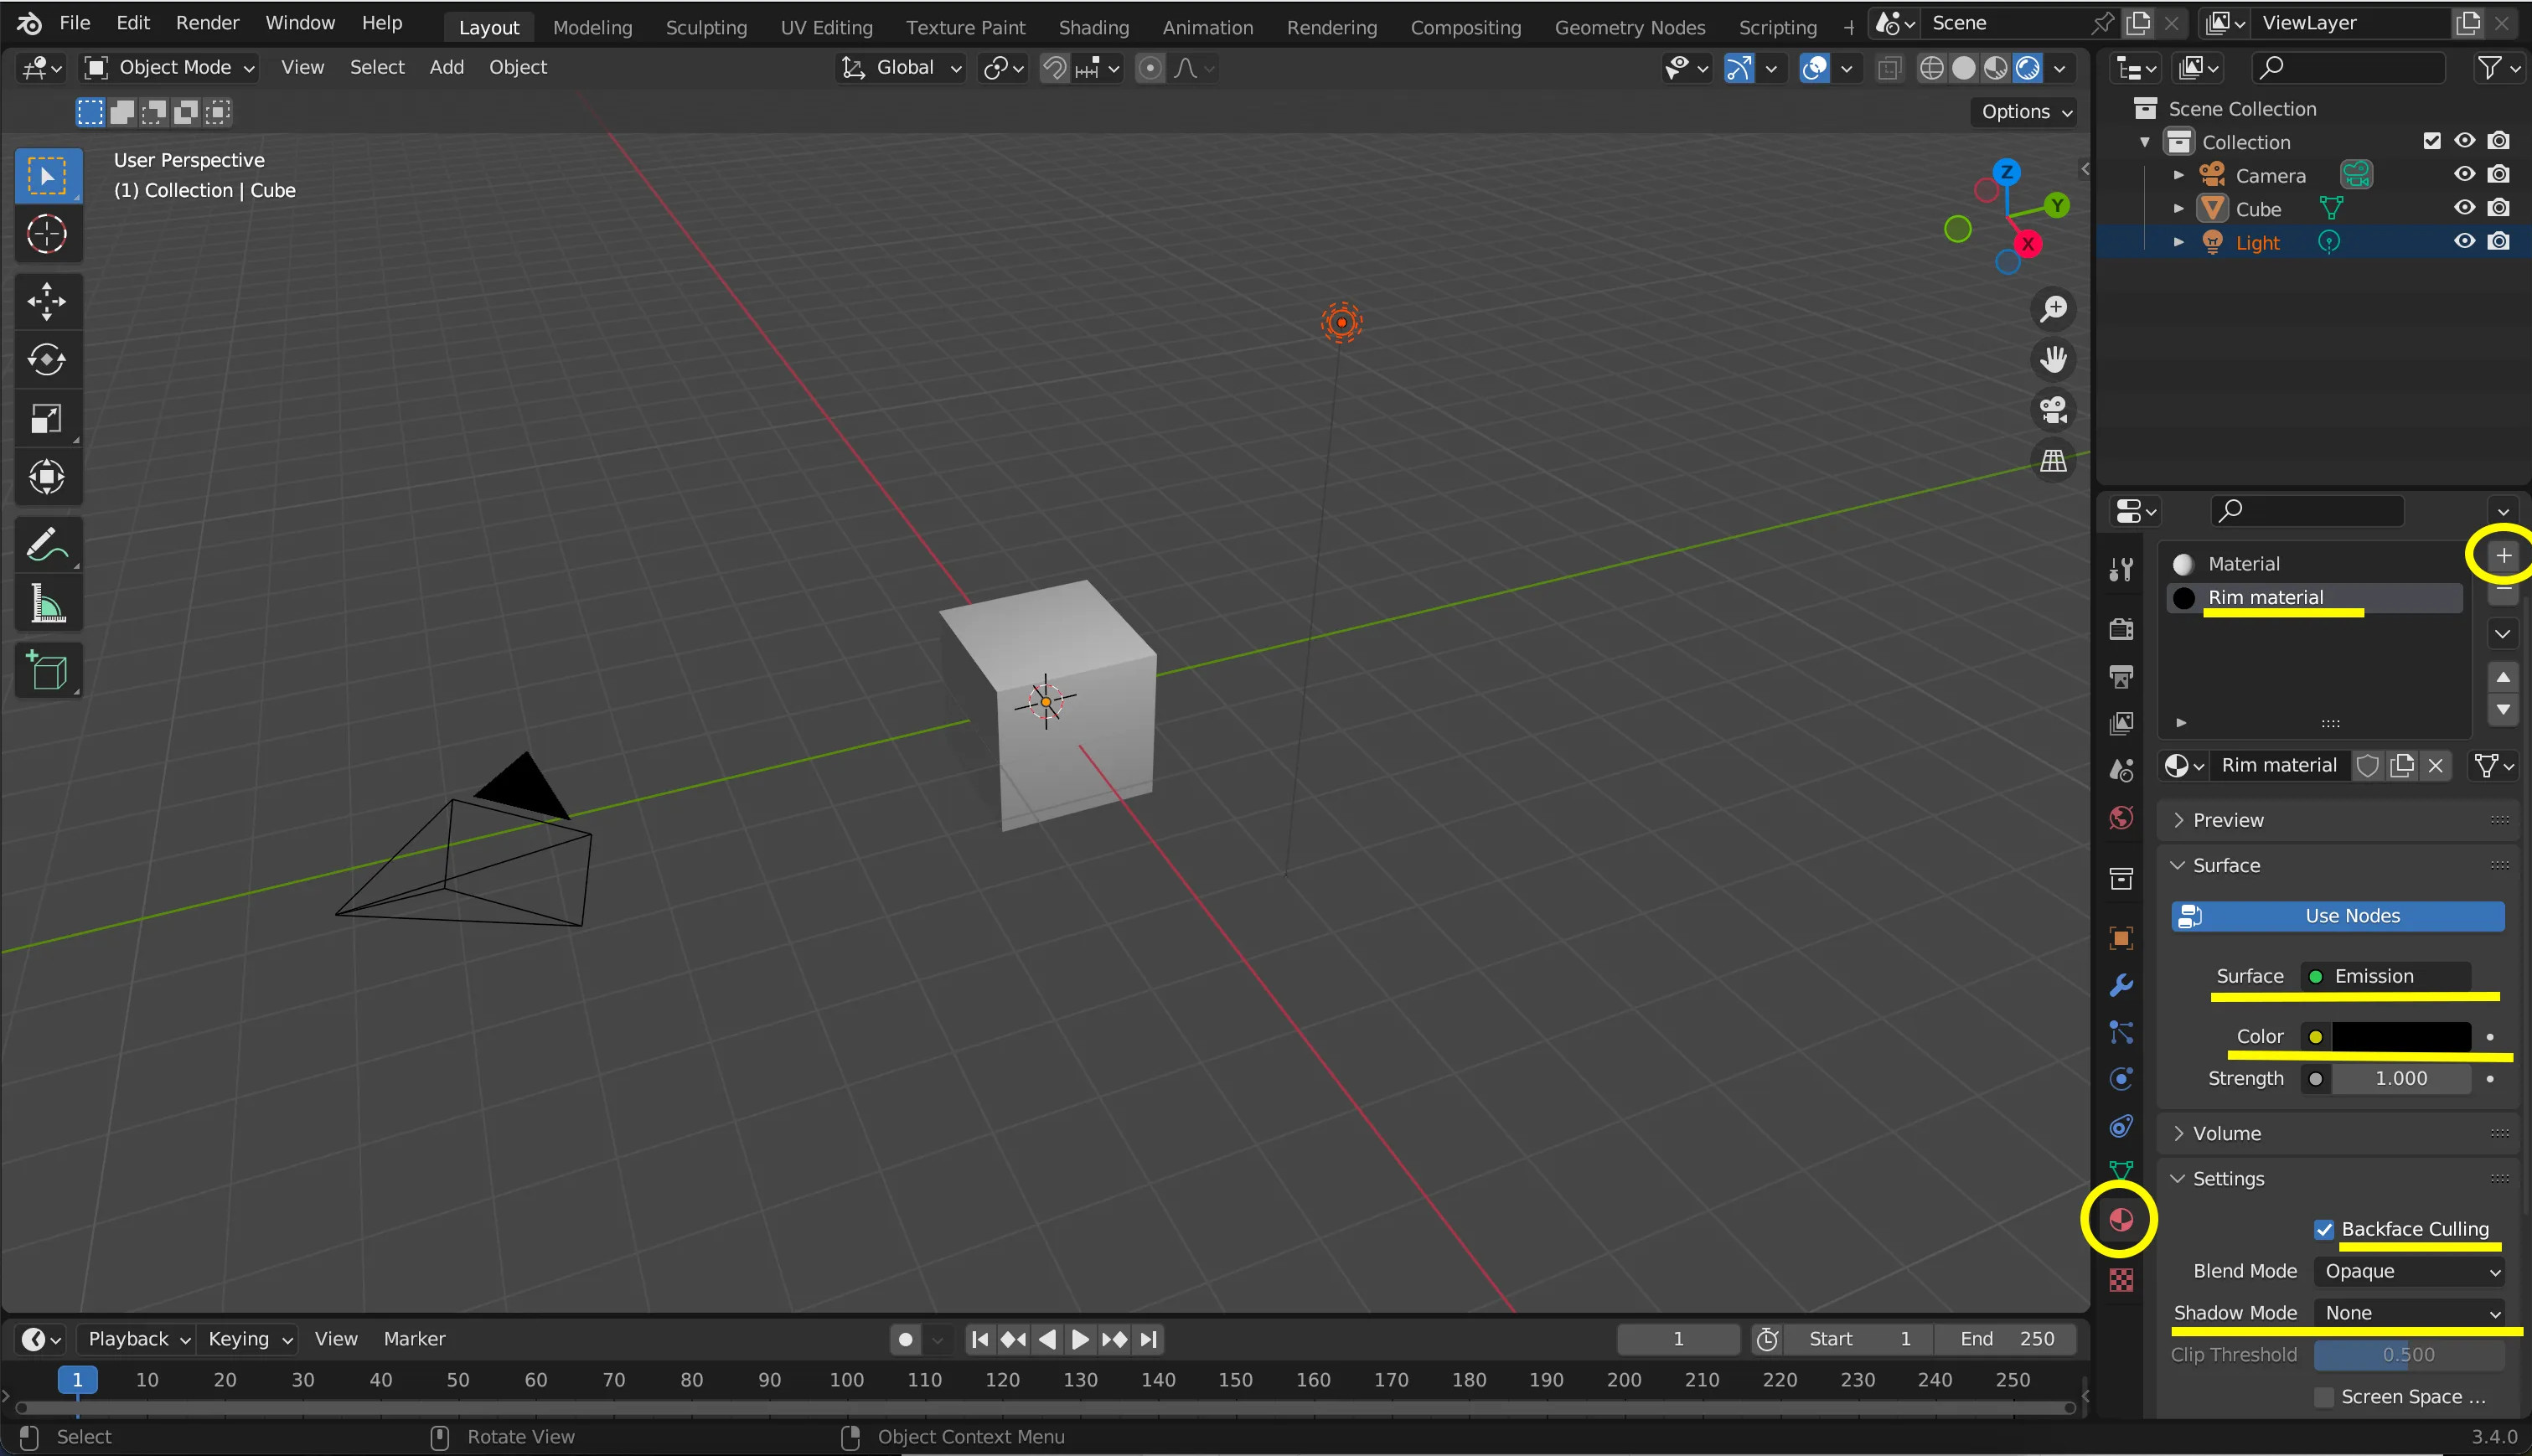 File Edit Render Window Help Layout Modeling Sculpting UV Editing Texture Paint Shading Animation Rendering Compositing Geometry Nodes Scripting + Scene ViewLayer
Object Mode View Select Add Object Global
Options
User Perspective
(1) Collection | Cube
Z
Y
X
Scene Collection
Collection
Camera
Cube
Light
Material
Rim material
Rim material
Preview
Surface
Use Nodes
Surface Emission
Color
Strength 1.000
Volume
Settings
Backface Culling
Blend Mode Opaque
Shadow Mode None
Clip Threshold 0.500
Screen Space ...
Playback Keying View Marker 1 Start 1 End 250
1 10 20 30 40 50 60 70 80 90 100 110 120 130 140 150 160 170 180 190 200 210 220 230 240 250
Select Rotate View Object Context Menu 3.4.0